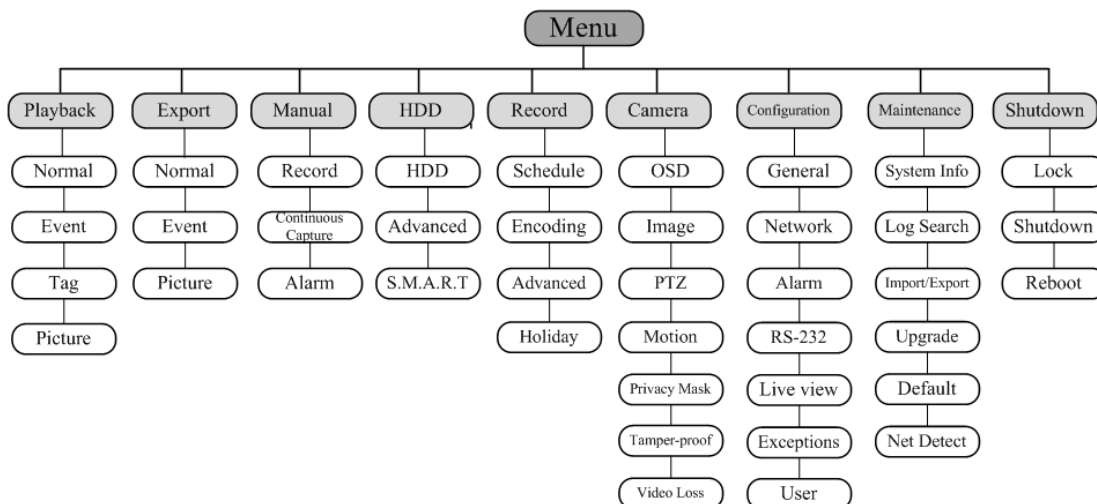 Menu
Playback
Export
Manual
HDD
Record
Camera
Configuration
Maintenance
Shutdown
Normal
Normal
Record
HDD
Schedule
OSD
General
System Info
Lock
Event
Event
Continuous
Capture
Advanced
Encoding
Image
Network
Log Search
Shutdown
Tag
Picture
Alarm
S.M.A.R.T
Advanced
PTZ
Alarm
Import/Export
Reboot
Picture
Holiday
Motion
RS-232
Upgrade
Privacy Mask
Live view
Default
Tamper-proof
Exceptions
Net Detect
Video Loss
User